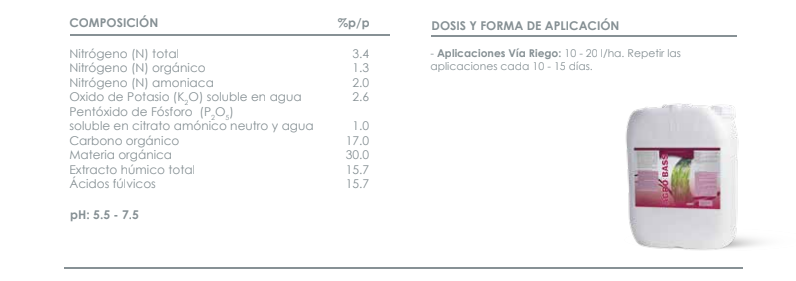 COMPOSICIÓN %p/p
Nitrógeno (N) total 3.4
Nitrógeno (N) orgánico 1.3
Nitrógeno (N) amoniaca 2.0
Oxido de Potasio (K₂O) soluble en agua 2.6
Pentóxido de Fósforo (P₂O₅)
soluble en citrato amónico neutro y agua 1.0
Carbono orgánico 17.0
Materia orgánica 30.0
Extracto húmico total 15.7
Ácidos fúlvicos 15.7
pH: 5.5 - 7.5
DOSIS Y FORMA DE APLICACIÓN
- Aplicaciones Vía Riego: 10 - 20 l/ha. Repetir las
aplicaciones cada 10 - 15 días.
BASS